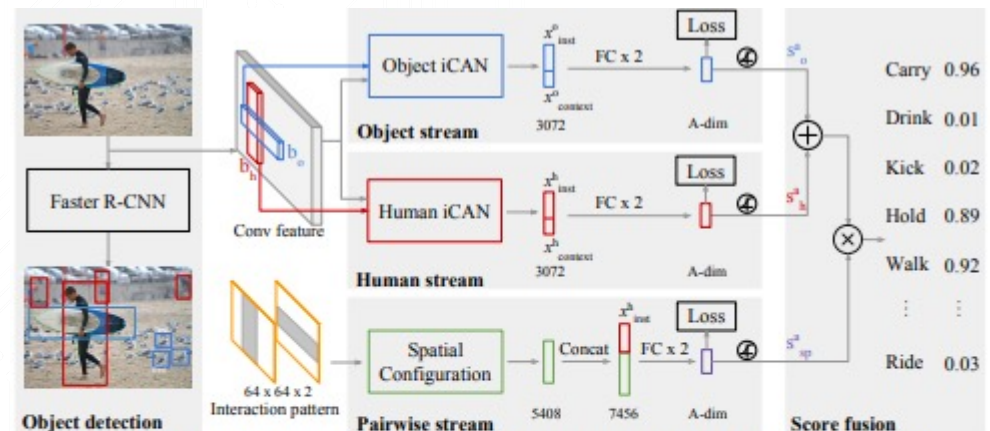 Faster R-CNN
Object detection
b_h
b_o
Conv feature
64 x 64 x 2
Interaction pattern
Object iCAN
x^o_inst
x^o_context
3072
FC x 2
Loss
A-dim
s^a_o
Object stream
Human iCAN
x^h_inst
x^h_context
3072
FC x 2
Loss
A-dim
s^a_h
Human stream
Spatial
Configuration
5408
Concat
x^h_inst
7456
FC x 2
Loss
A-dim
s^a_sp
Pairwise stream
+
×
Carry 0.96
Drink 0.01
Kick 0.02
Hold 0.89
Walk 0.92
⋮ ⋮
Ride 0.03
Score fusion